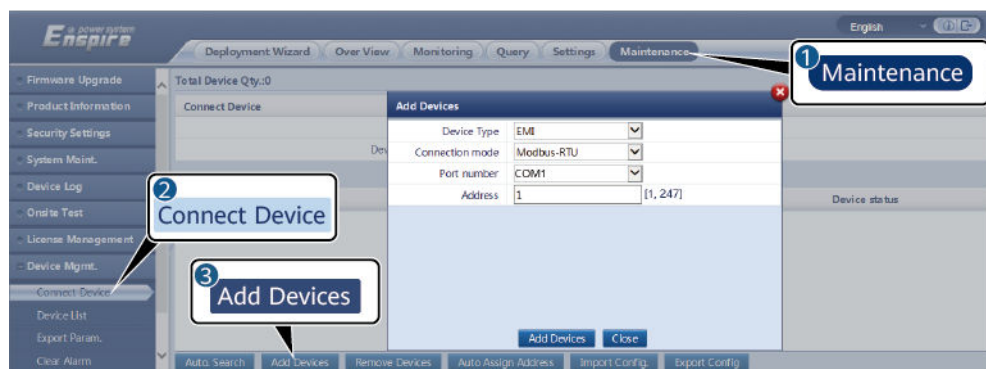 e power system
Enspire
English
Deployment Wizard Over View Monitoring Query Settings Maintenance
1
Maintenance
Firmware Upgrade
Product Information
Security Settings
System Maint.
Device Log
Onsite Test
License Management
Device Mgmt.
Connect Device
Device List
Export Param.
Clear Alarm
2
Connect Device
3
Add Devices
Total Device Qty.:0
Connect Device
Dev
Device status
Add Devices
Device Type EMI
Connection mode Modbus-RTU
Port number COM1
Address 1 [1, 247]
Add Devices Close
Auto Search Add Devices Remove Devices Auto Assign Address Import Config. Export Config